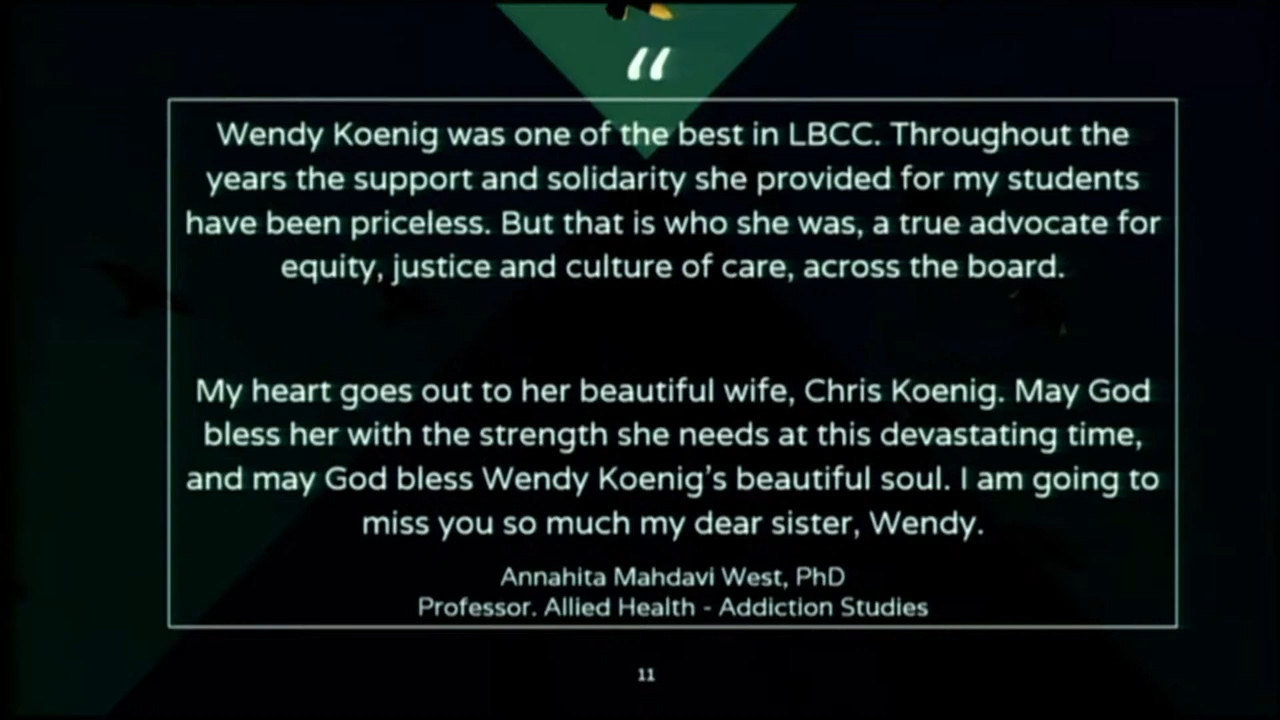 “
Wendy Koenig was one of the best in LBCC. Throughout the
years the support and solidarity she provided for my students
have been priceless. But that is who she was, a true advocate for
equity, justice and culture of care, across the board.
My heart goes out to her beautiful wife, Chris Koenig. May God
bless her with the strength she needs at this devastating time,
and may God bless Wendy Koenig’s beautiful soul. I am going to
miss you so much my dear sister, Wendy.
Annahita Mahdavi West, PhD
Professor. Allied Health - Addiction Studies
11